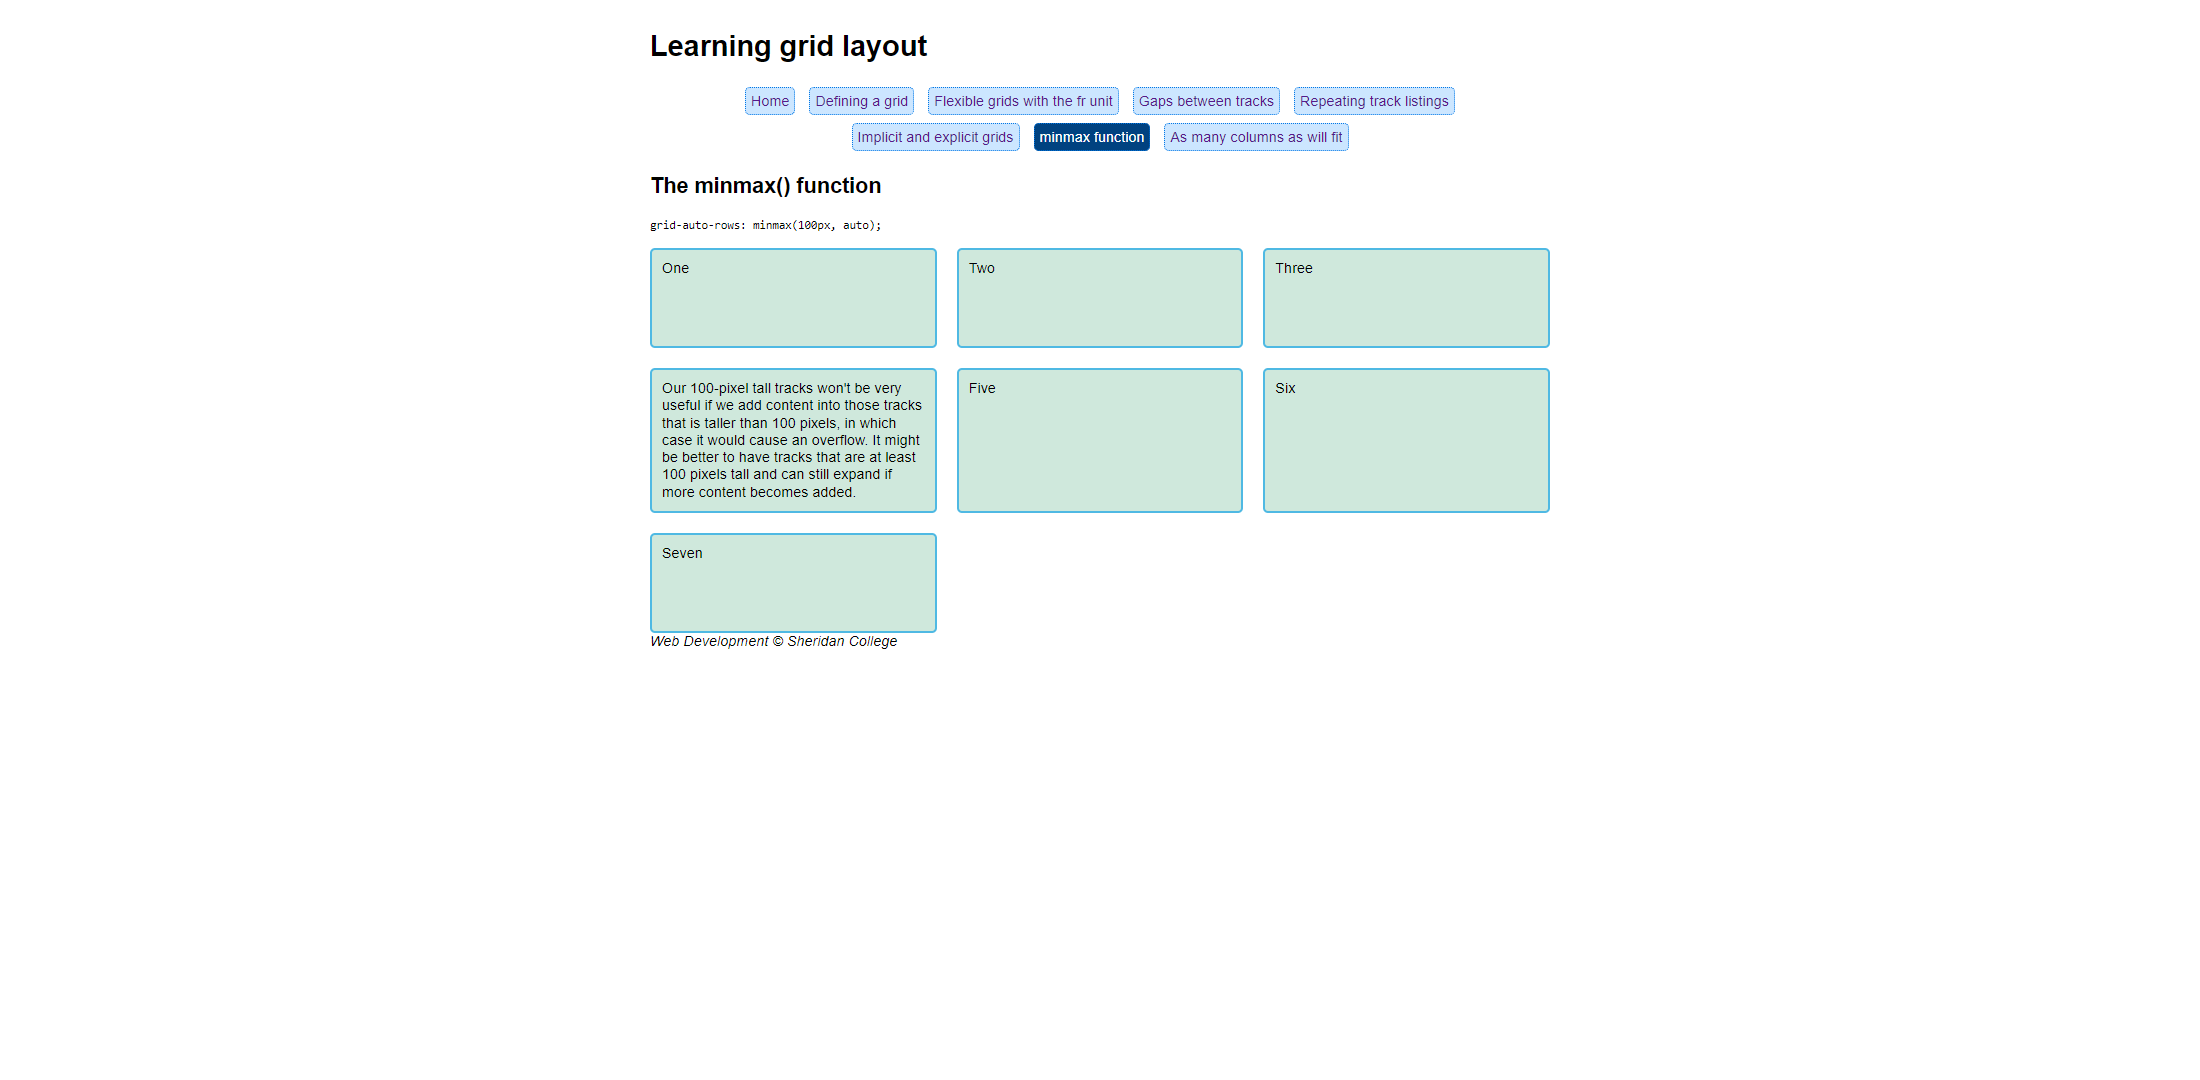 Learning grid layout
Home Defining a grid Flexible grids with the fr unit Gaps between tracks Repeating track listings
Implicit and explicit grids minmax function As many columns as will fit
The minmax() function
grid-auto-rows: minmax(100px, auto);
One Two Three
Our 100-pixel tall tracks won't be very
useful if we add content into those tracks
that is taller than 100 pixels, in which
case it would cause an overflow. It might
be better to have tracks that are at least
100 pixels tall and can still expand if
more content becomes added.
Five
Six
Seven
Web Development © Sheridan College